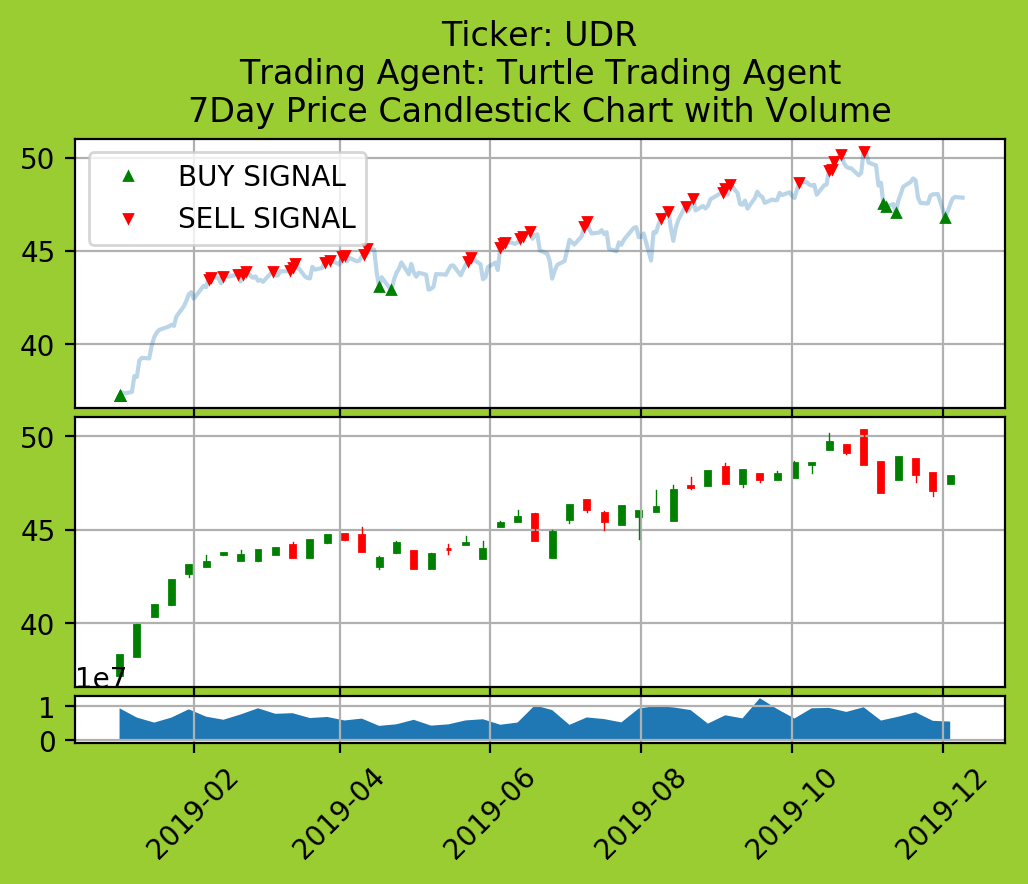 Ticker: UDR
Trading Agent: Turtle Trading Agent
7Day Price Candlestick Chart with Volume
50
BUY SIGNAL
SELL SIGNAL
45
40
50
45
40
1e7
1
0
2019-02
2019-04
2019-06
2019-08
2019-10
2019-12